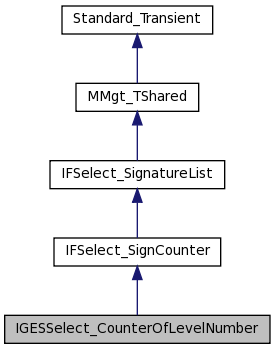 Standard_Transient
MMgt_TShared
IFSelect_SignatureList
IFSelect_SignCounter
IGESSelect_CounterOfLevelNumber